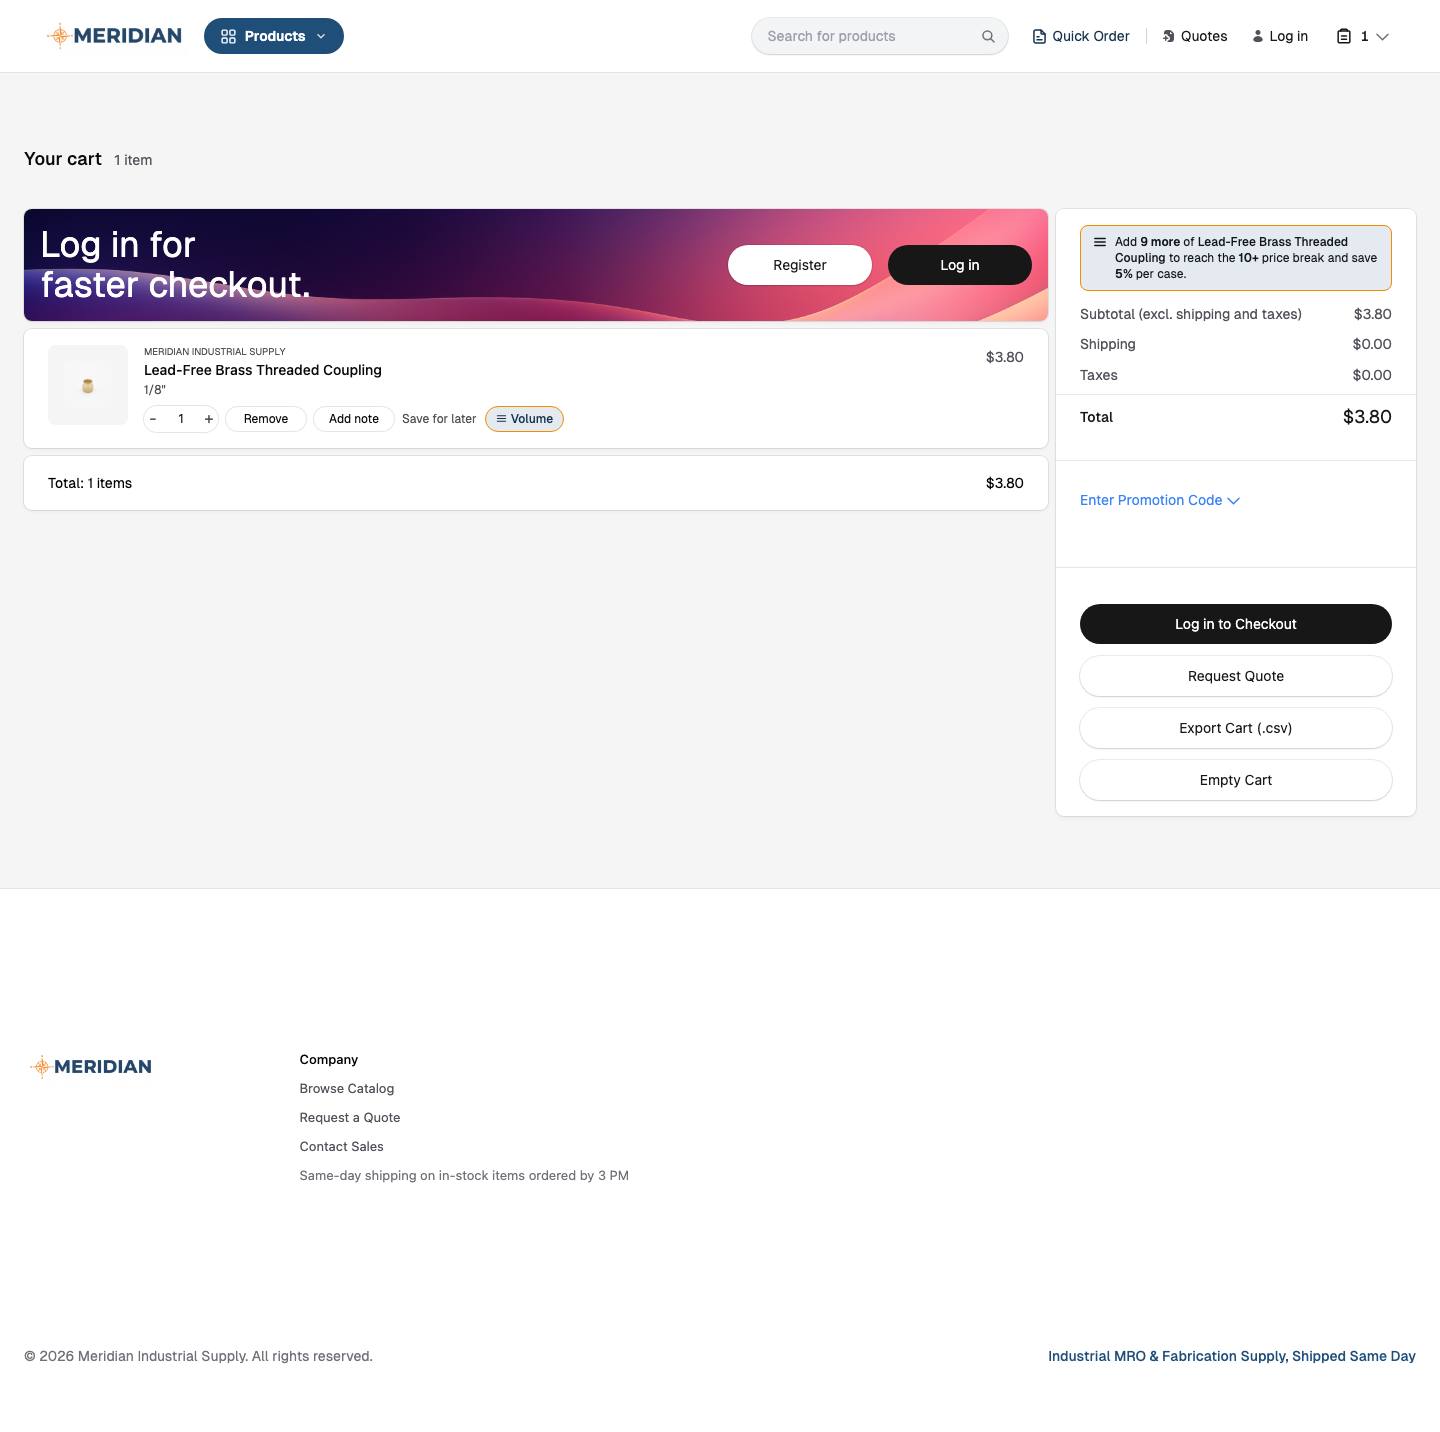 MERIDIAN
Products
Search for products
Quick Order
Quotes
Log in
1
Your cart 1 item
Log in for
faster checkout.
Register
Log in
MERIDIAN INDUSTRIAL SUPPLY
Lead-Free Brass Threaded Coupling
1/8"
$3.80
- 1 + Remove Add note Save for later Volume
Total: 1 items $3.80
Add 9 more of Lead-Free Brass Threaded
Coupling to reach the 10+ price break and save
5% per case.
Subtotal (excl. shipping and taxes) $3.80
Shipping $0.00
Taxes $0.00
Total $3.80
Enter Promotion Code
Log in to Checkout
Request Quote
Export Cart (.csv)
Empty Cart
MERIDIAN
Company
Browse Catalog
Request a Quote
Contact Sales
Same-day shipping on in-stock items ordered by 3 PM
© 2026 Meridian Industrial Supply. All rights reserved.
Industrial MRO & Fabrication Supply, Shipped Same Day